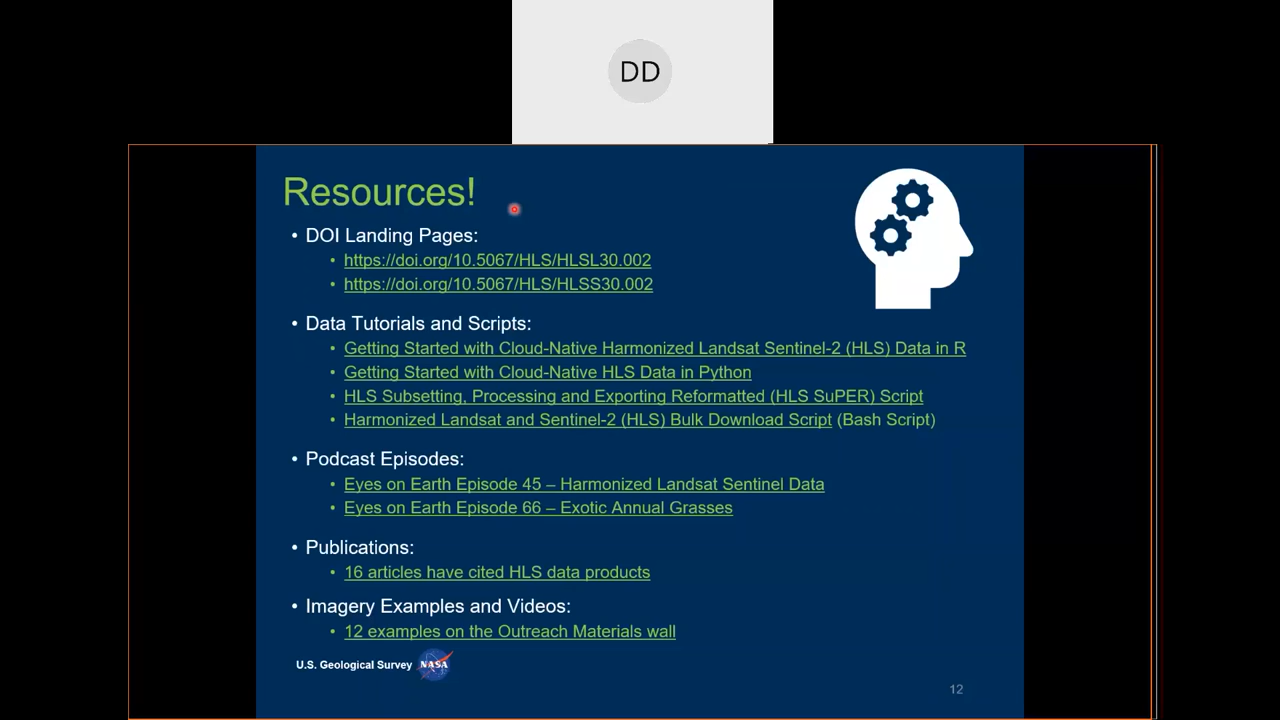 DD
Resources!
• DOI Landing Pages:
• https://doi.org/10.5067/HLS/HLSL30.002
• https://doi.org/10.5067/HLS/HLSS30.002
• Data Tutorials and Scripts:
• Getting Started with Cloud-Native Harmonized Landsat Sentinel-2 (HLS) Data in R
• Getting Started with Cloud-Native HLS Data in Python
• HLS Subsetting, Processing and Exporting Reformatted (HLS SuPER) Script
• Harmonized Landsat and Sentinel-2 (HLS) Bulk Download Script (Bash Script)
• Podcast Episodes:
• Eyes on Earth Episode 45 – Harmonized Landsat Sentinel Data
• Eyes on Earth Episode 66 – Exotic Annual Grasses
• Publications:
• 16 articles have cited HLS data products
• Imagery Examples and Videos:
• 12 examples on the Outreach Materials wall
U.S. Geological Survey NASA
12